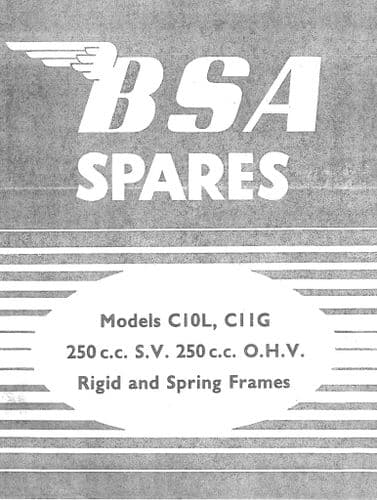 BSA
SPARES
Models C10L, C11G
250 c.c. S.V. 250 c.c. O.H.V.
Rigid and Spring Frames